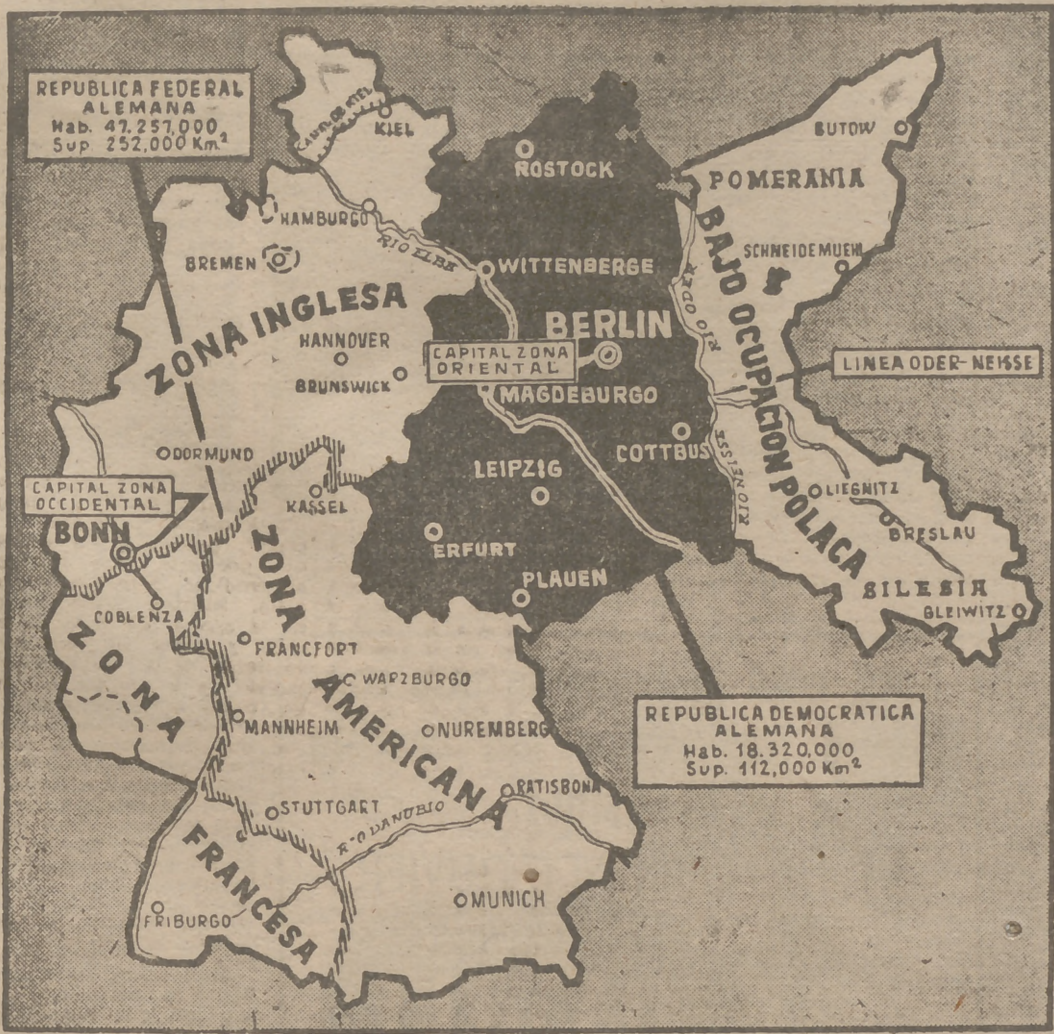 REPUBLICA FEDERAL
ALEMANA
Hab. 47.257,000
Sup 252,000 Km²
CANAL DE KIEL
KIEL
ROSTOCK
BUTOW
POMERANIA
HAMBURGO
RIO ELBA
BREMEN
WITTENBERGE
SCHNEIDEMUEHL
ZONA INGLESA
BERLIN
RIO ODER
BAJO OCUPACION POLACA
HANNOVER
CAPITAL ZONA
ORIENTAL
LINEA ODER-NEISSE
BRUNSWICK
MAGDEBURGO
DORMUND
COTTBUS
RIO NEISSE
LEIPZIG
CAPITAL ZONA
OCCIDENTAL
KASSEL
LIEGNITZ
BONN
ERFURT
BRESLAU
PLAUEN
SILESIA
GLEIWITZ
COBLENZA
ZONA
FRANCFORT
ZONA
AMERICANA
WARZBURGO
MANNHEIM
NUREMBERG
REPUBLICA DEMOCRATICA
ALEMANA
Hab. 18.320,000
Sup. 112,000 Km²
RATISBONA
STUTTGART
RIO DANUBIO
FRANCESA
MUNICH
FRIBURGO